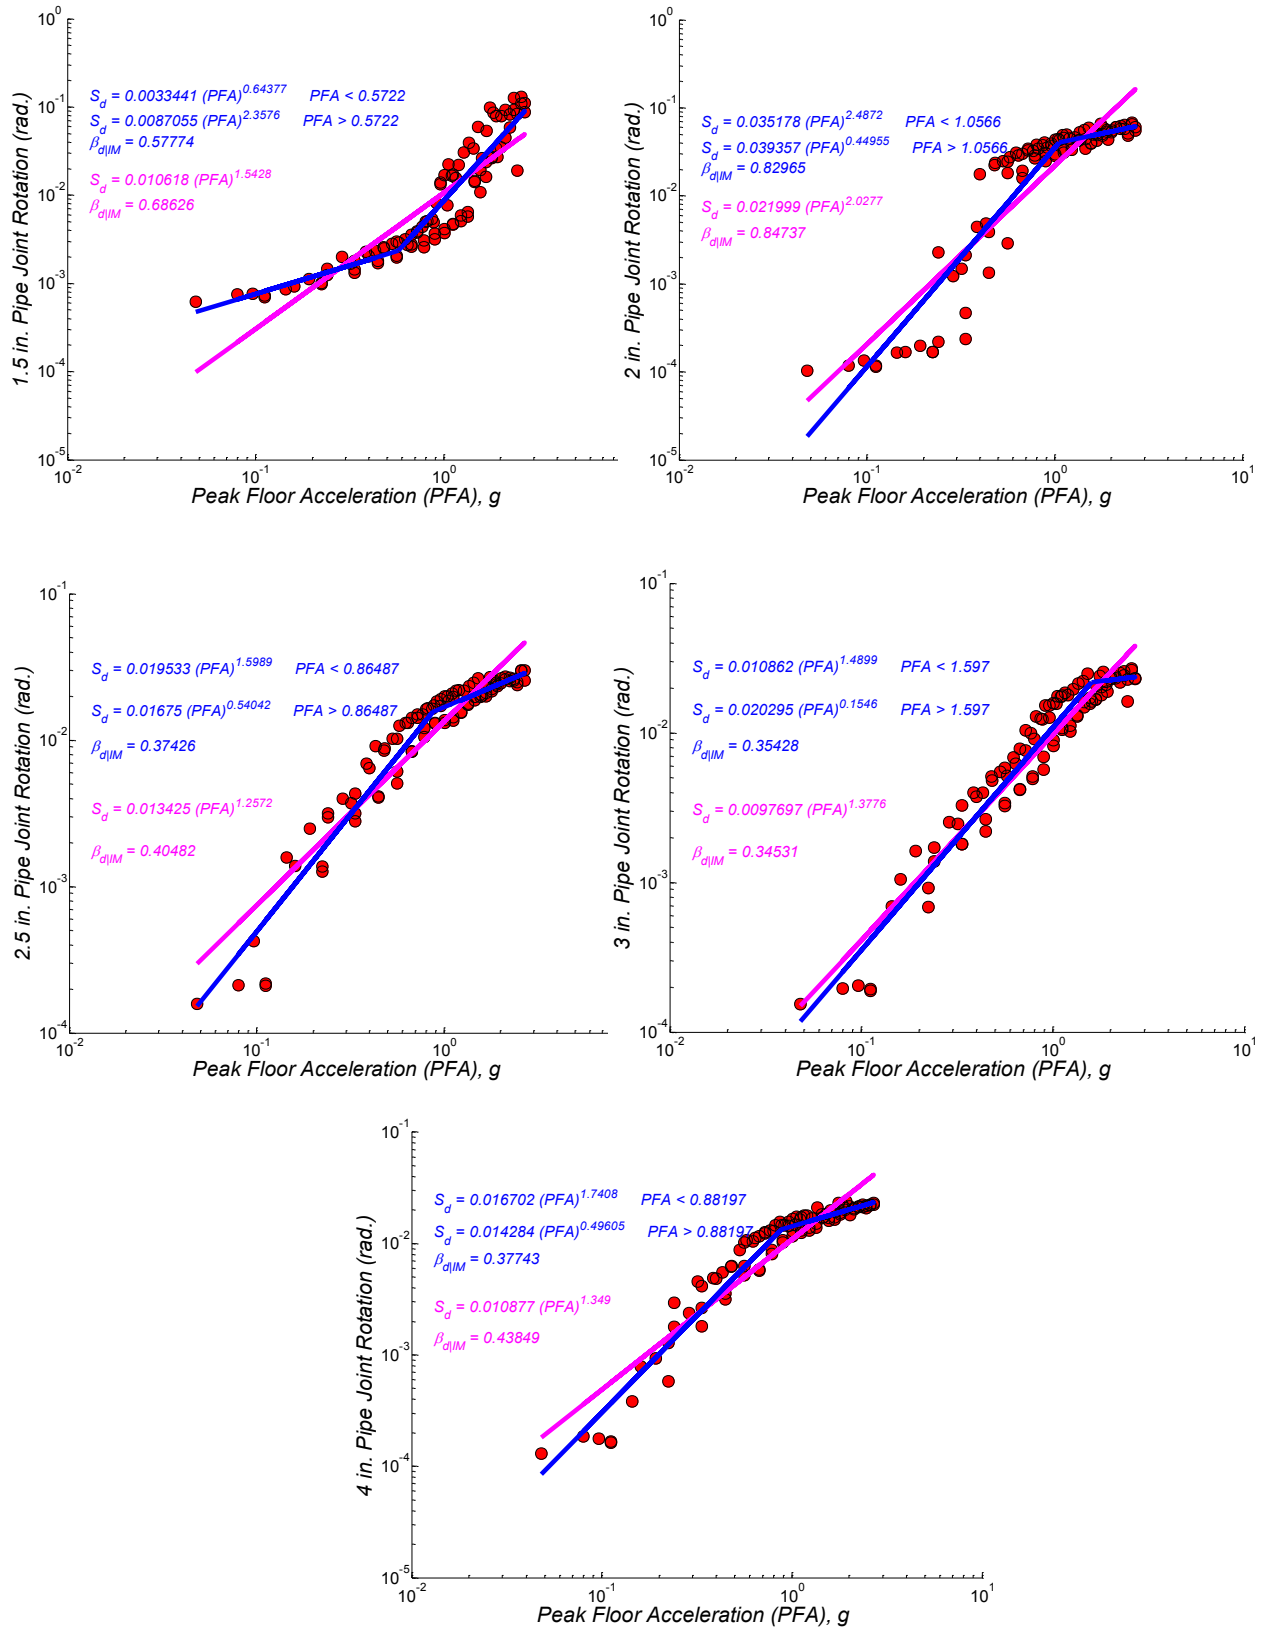 10^0
10^-1
10^-2
10^-3
10^-4
10^-5
1.5 in. Pipe Joint Rotation (rad.)
S_d = 0.0033441 (PFA)^0.64377 PFA < 0.5722
S_d = 0.0087055 (PFA)^2.3576 PFA > 0.5722
β_d|IM = 0.57774
S_d = 0.010618 (PFA)^1.5428
β_d|IM = 0.68626
10^-2 10^-1 10^0
Peak Floor Acceleration (PFA), g
10^0
10^-1
10^-2
10^-3
10^-4
10^-5
2 in. Pipe Joint Rotation (rad.)
S_d = 0.035178 (PFA)^2.4872 PFA < 1.0566
S_d = 0.039357 (PFA)^0.44955 PFA > 1.0566
β_d|IM = 0.82965
S_d = 0.021999 (PFA)^2.0277
β_d|IM = 0.84737
10^-2 10^-1 10^0 10^1
Peak Floor Acceleration (PFA), g
10^-1
10^-2
10^-3
10^-4
2.5 in. Pipe Joint Rotation (rad.)
S_d = 0.019533 (PFA)^1.5989 PFA < 0.86487
S_d = 0.01675 (PFA)^0.54042 PFA > 0.86487
β_d|IM = 0.37426
S_d = 0.013425 (PFA)^1.2572
β_d|IM = 0.40482
10^-2 10^-1 10^0
Peak Floor Acceleration (PFA), g
10^-1
10^-2
10^-3
10^-4
3 in. Pipe Joint Rotation (rad.)
S_d = 0.010862 (PFA)^1.4899 PFA < 1.597
S_d = 0.020295 (PFA)^0.1546 PFA > 1.597
β_d|IM = 0.35428
S_d = 0.0097697 (PFA)^1.3776
β_d|IM = 0.34531
10^-2 10^-1 10^0 10^1
Peak Floor Acceleration (PFA), g
10^-1
10^-2
10^-3
10^-4
10^-5
4 in. Pipe Joint Rotation (rad.)
S_d = 0.016702 (PFA)^1.7408 PFA < 0.88197
S_d = 0.014284 (PFA)^0.49605 PFA > 0.88197
β_d|IM = 0.37743
S_d = 0.010877 (PFA)^1.349
β_d|IM = 0.43849
10^-2 10^-1 10^0 10^1
Peak Floor Acceleration (PFA), g